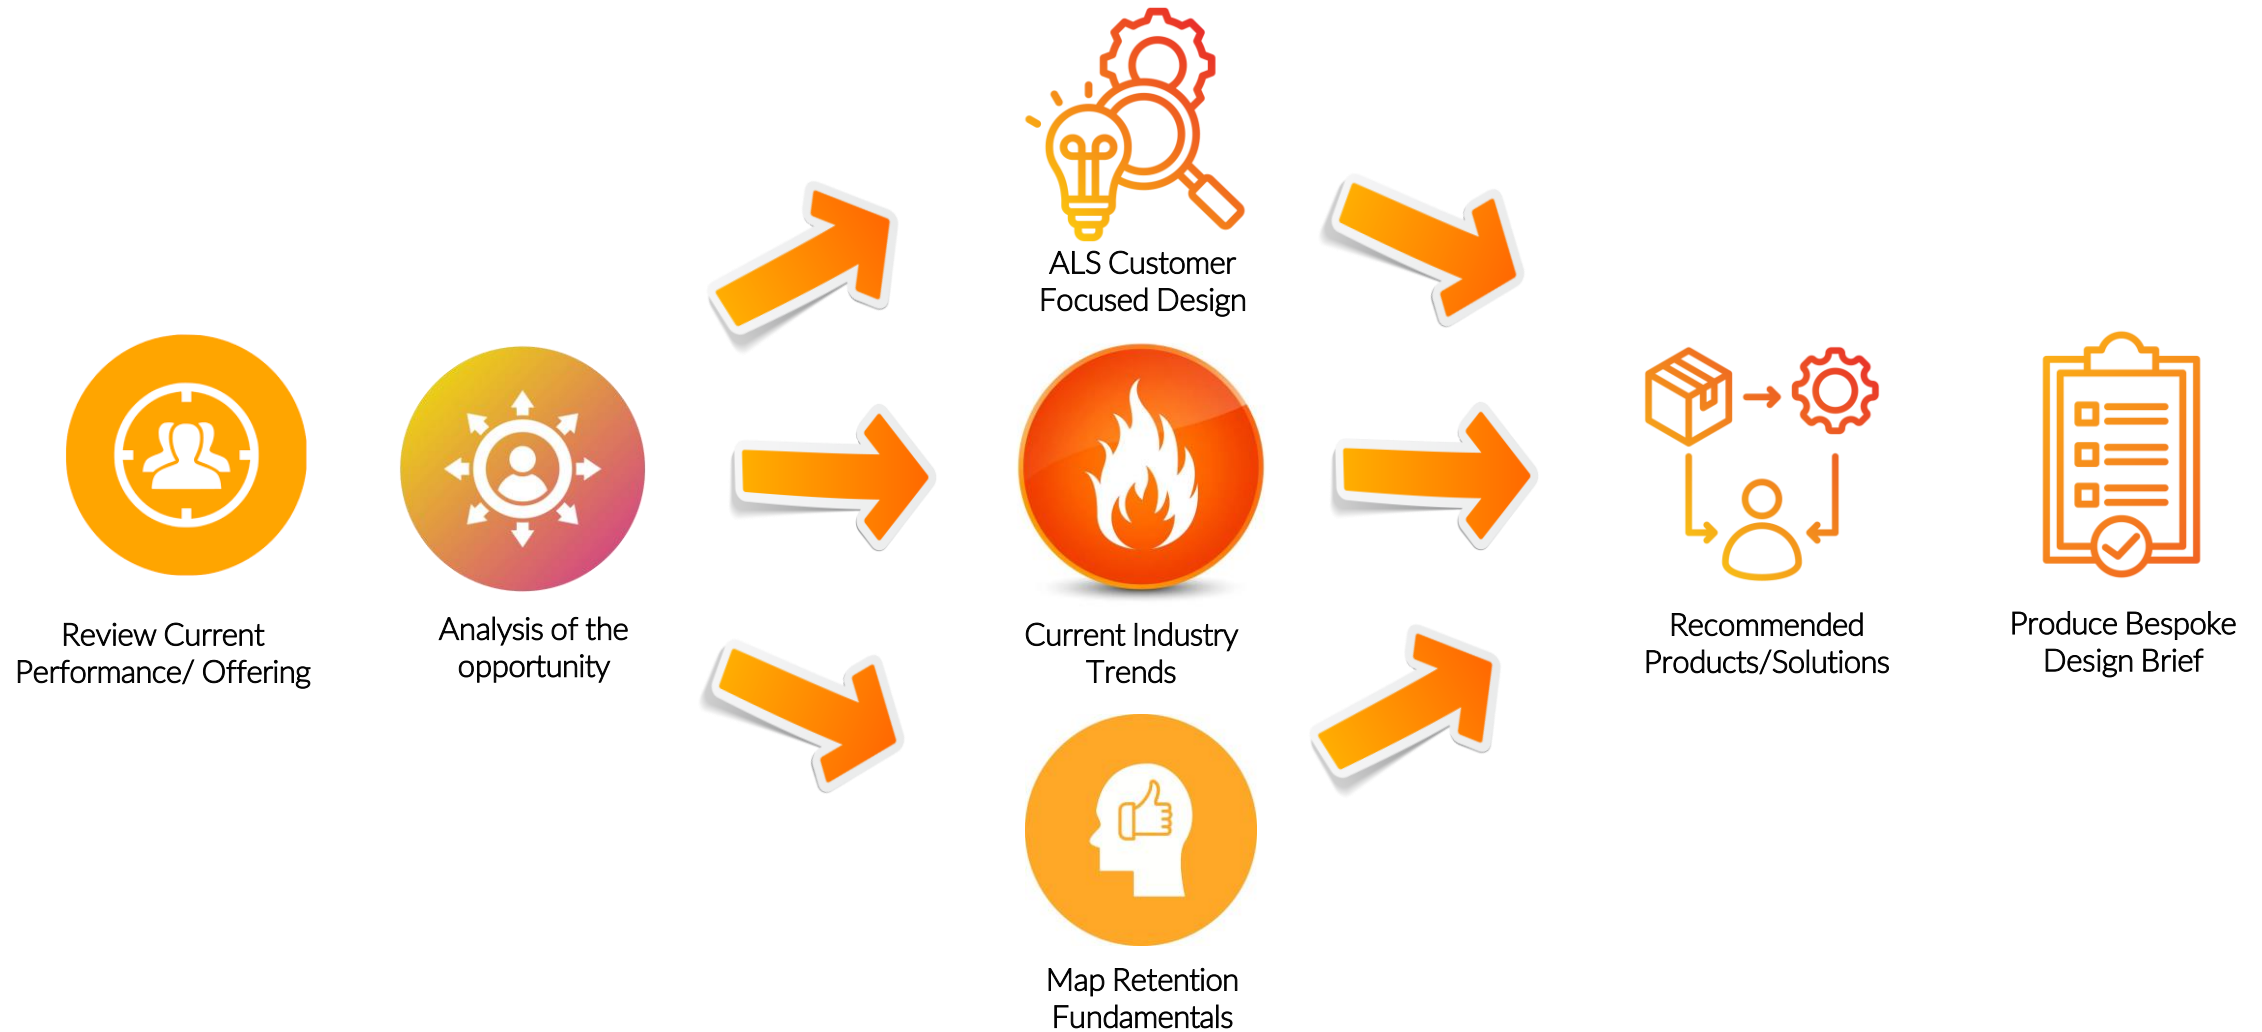 Review Current
Performance/ Offering
Analysis of the
opportunity
ALS Customer
Focused Design
Current Industry
Trends
Map Retention
Fundamentals
Recommended
Products/Solutions
Produce Bespoke
Design Brief